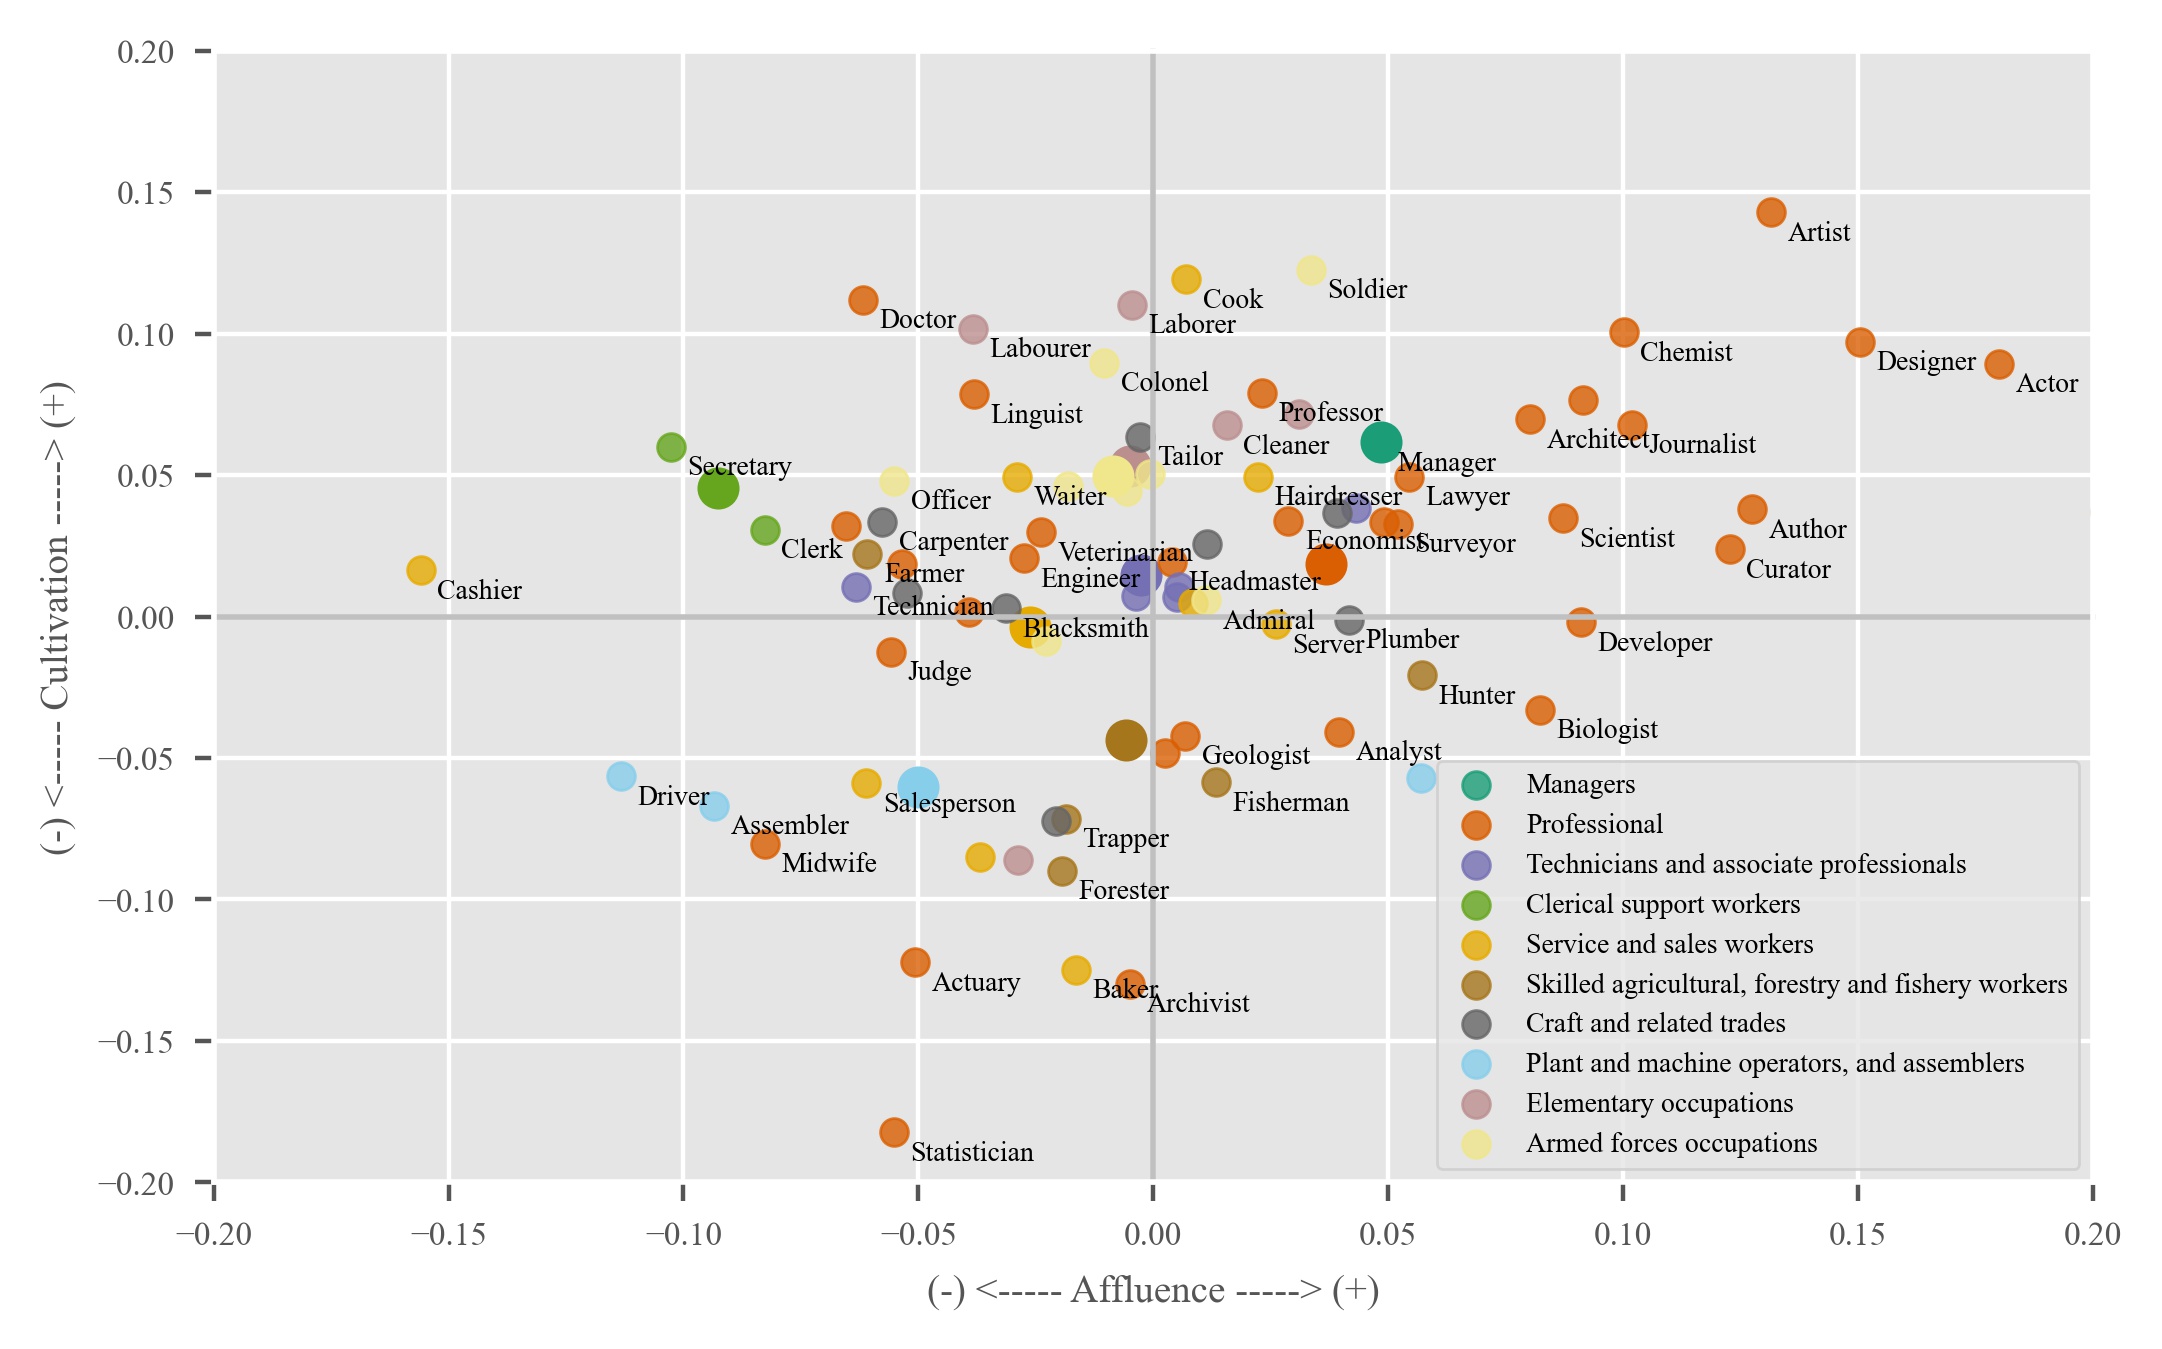 0.20
0.15
0.10
0.05
0.00
−0.05
−0.10
−0.15
−0.20
(-) <----- Cultivation -----> (+)
Artist
Soldier
Cook
Doctor
Laborer
Labourer
Chemist
Designer
Colonel
Actor
Linguist
Professor
Cleaner
Architect
Journalist
Tailor
Manager
Secretary
Officer
Waiter
Hairdresser
Lawyer
Clerk
Carpenter
Veterinarian
Economist
Surveyor
Scientist
Author
Farmer
Engineer
Headmaster
Curator
Cashier
Technician
Blacksmith
Admiral
Server
Plumber
Developer
Judge
Hunter
Biologist
Geologist
Analyst
Driver
Salesperson
Fisherman
Assembler
Trapper
Midwife
Forester
Actuary
Baker
Archivist
Statistician
Managers
Professional
Technicians and associate professionals
Clerical support workers
Service and sales workers
Skilled agricultural, forestry and fishery workers
Craft and related trades
Plant and machine operators, and assemblers
Elementary occupations
Armed forces occupations
−0.20 −0.15 −0.10 −0.05 0.00 0.05 0.10 0.15 0.20
(-) <----- Affluence -----> (+)